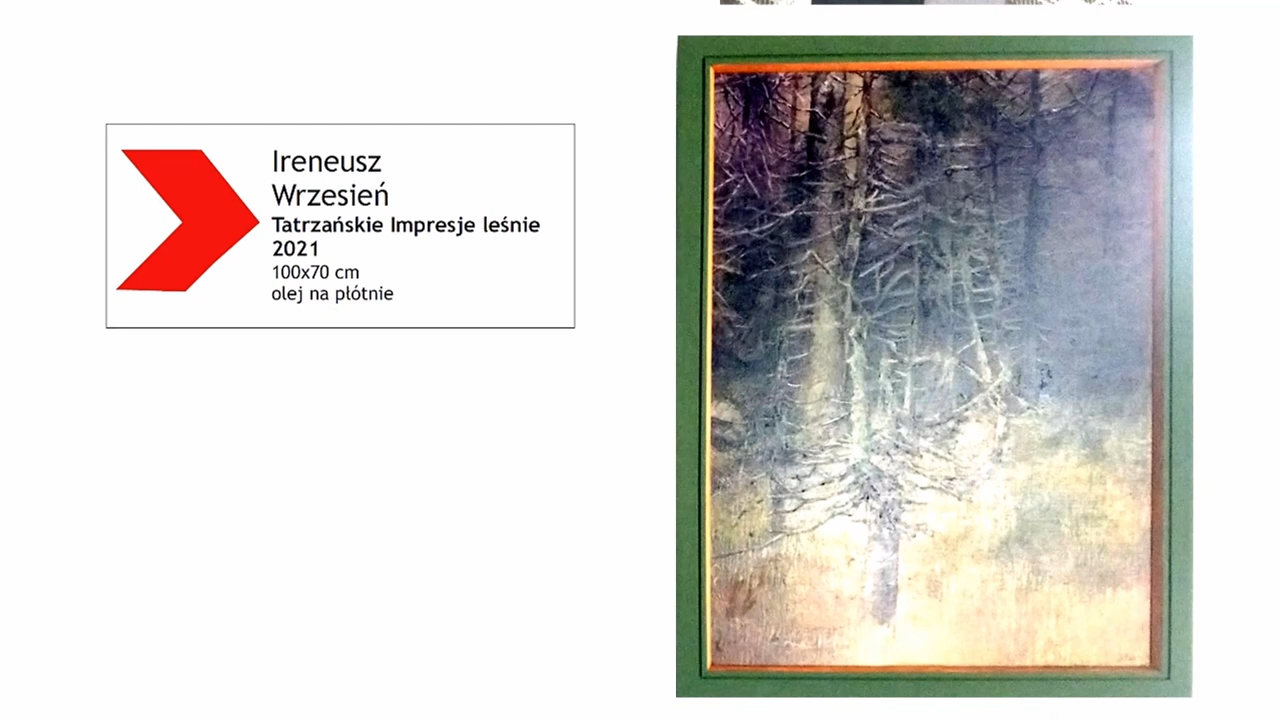 Ireneusz
Wrzesień
Tatrzańskie Impresje leśnie
2021
100x70 cm
olej na płótnie